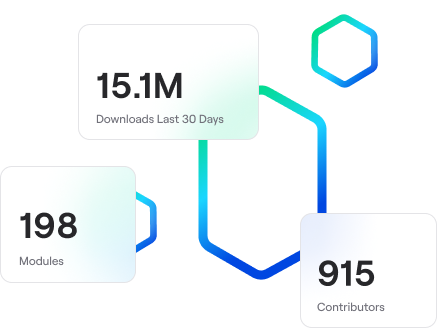 15.1M
Downloads Last 30 Days
198
Modules
915
Contributors